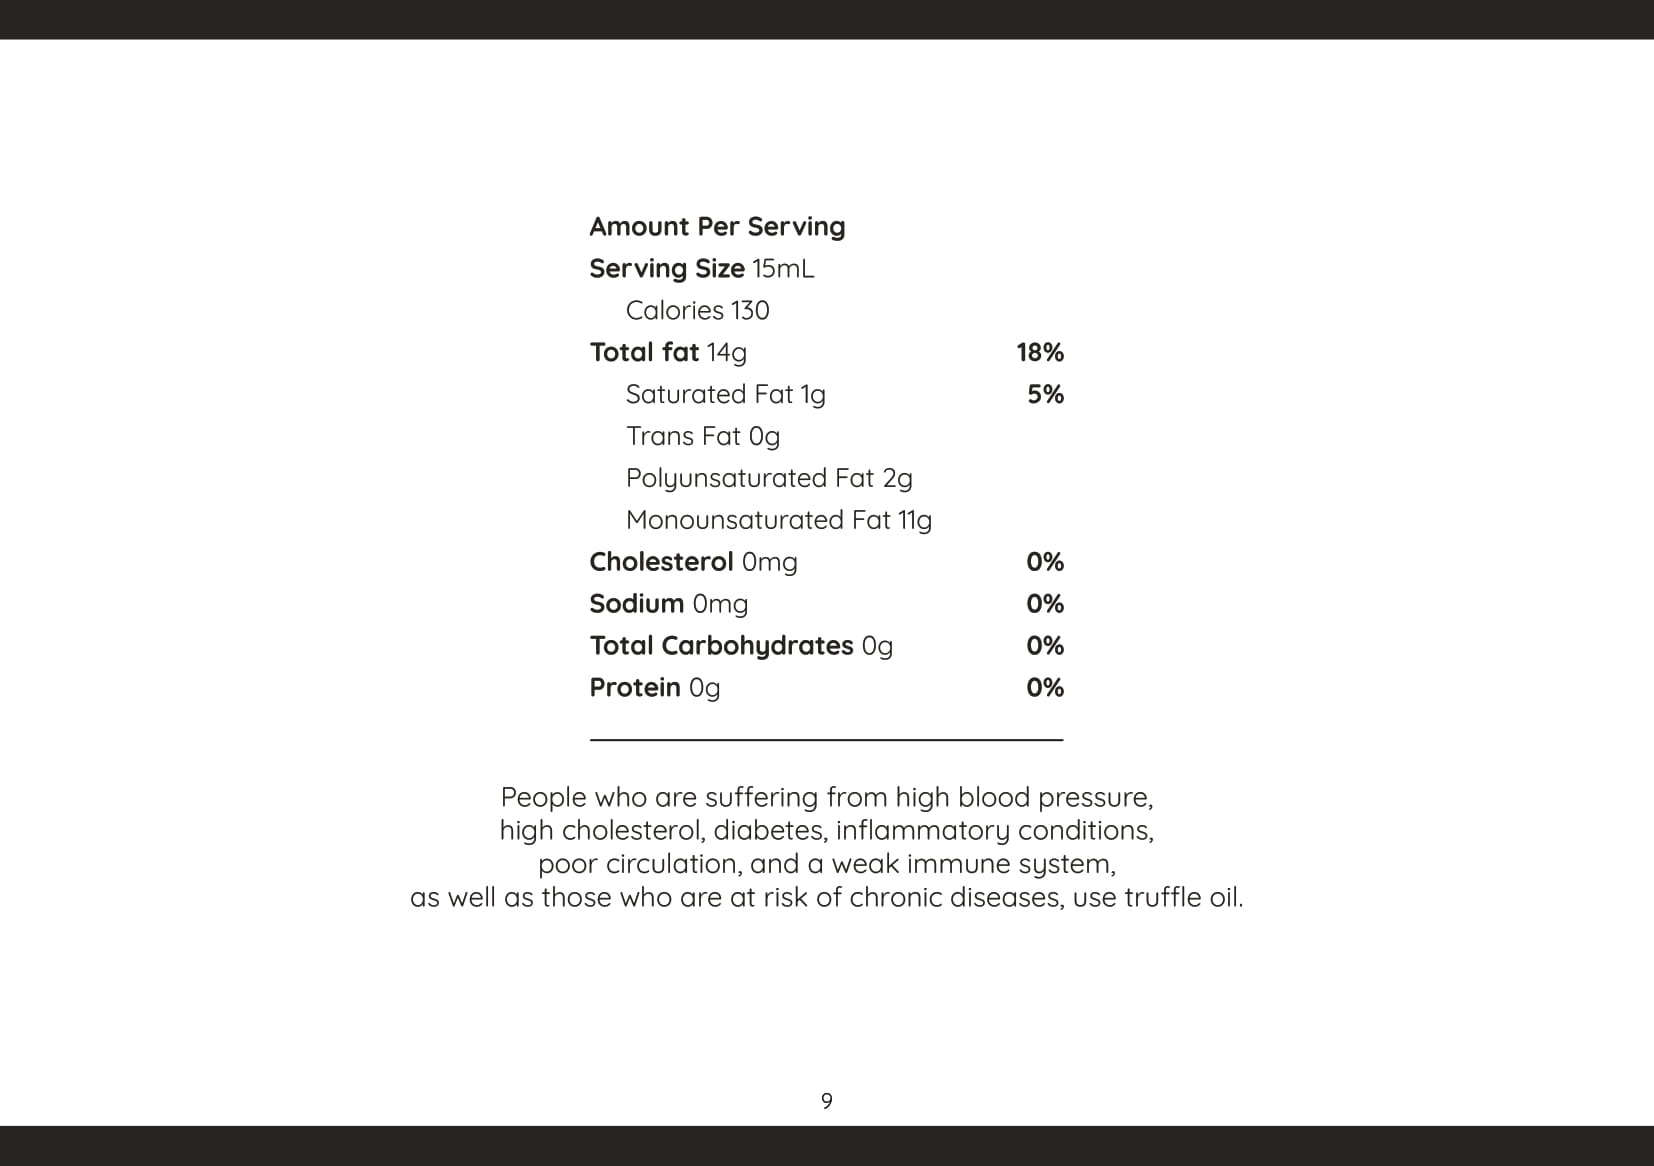 Amount Per Serving
Serving Size 15mL
Calories 130
Total fat 14g 18%
Saturated Fat 1g 5%
Trans Fat 0g
Polyunsaturated Fat 2g
Monounsaturated Fat 11g
Cholesterol 0mg 0%
Sodium 0mg 0%
Total Carbohydrates 0g 0%
Protein 0g 0%
People who are suffering from high blood pressure,
high cholesterol, diabetes, inflammatory conditions,
poor circulation, and a weak immune system,
as well as those who are at risk of chronic diseases, use truffle oil.
9